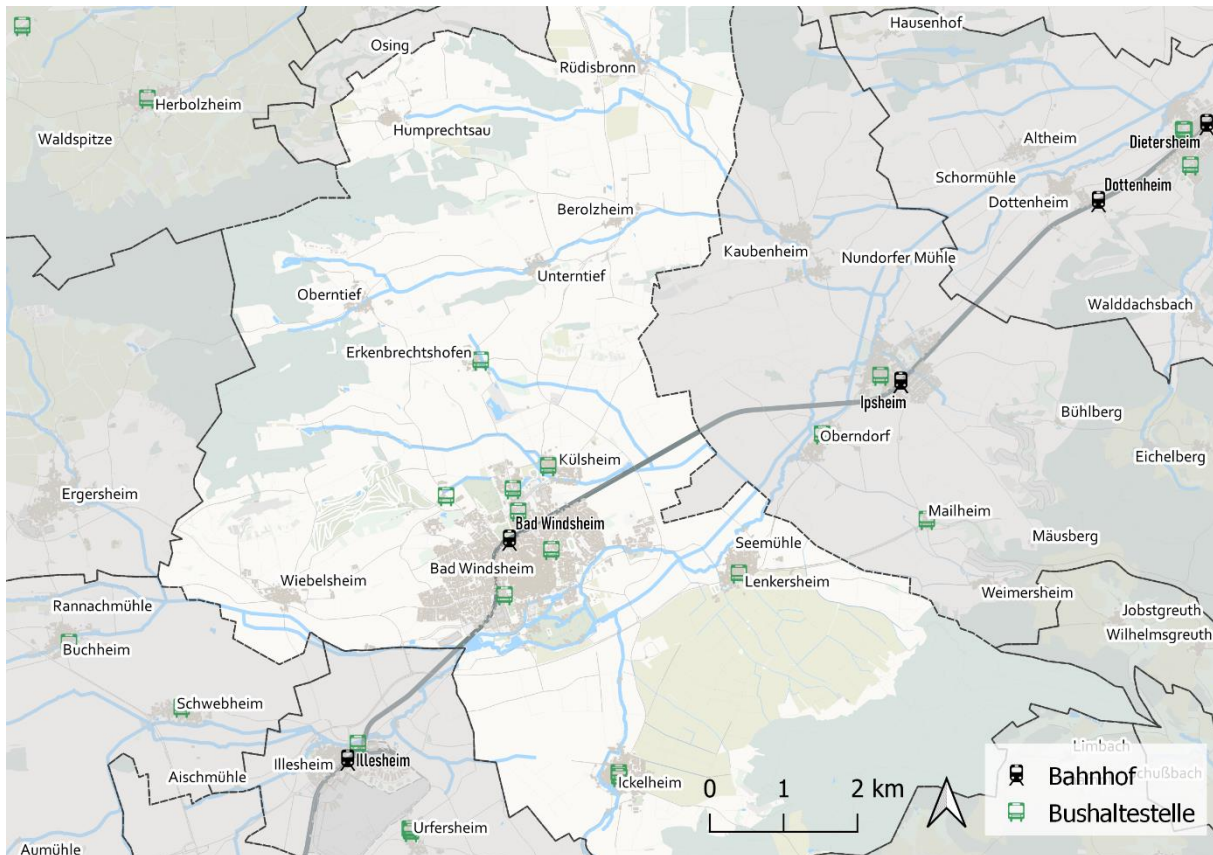 Hausenhof
Osing
Rüdisbronn
Herbolzheim
Humprechtsau
Waldspitze
Altheim
Dietersheim
Schormühle
Dottenheim
Dottenheim
Berolzheim
Kaubenheim
Nundorfer Mühle
Unterntief
Oberntief
Walddachsbach
Erkenbrechtshofen
Ipsheim
Bühlberg
Oberndorf
Eichelberg
Külsheim
Ergersheim
Mailheim
Bad Windsheim
Mäusberg
Seemühle
Bad Windsheim
Wiebelsheim
Lenkersheim
Weimersheim
Rannachmühle
Jobstgreuth
Wilhelmsgreuth
Buchheim
Schwebheim
Limbach
Illesheim
Illesheim
Aischmühle
Ickelheim
0 1 2 km
Bahnhof
Bushaltestelle
Urfersheim
Aumühle